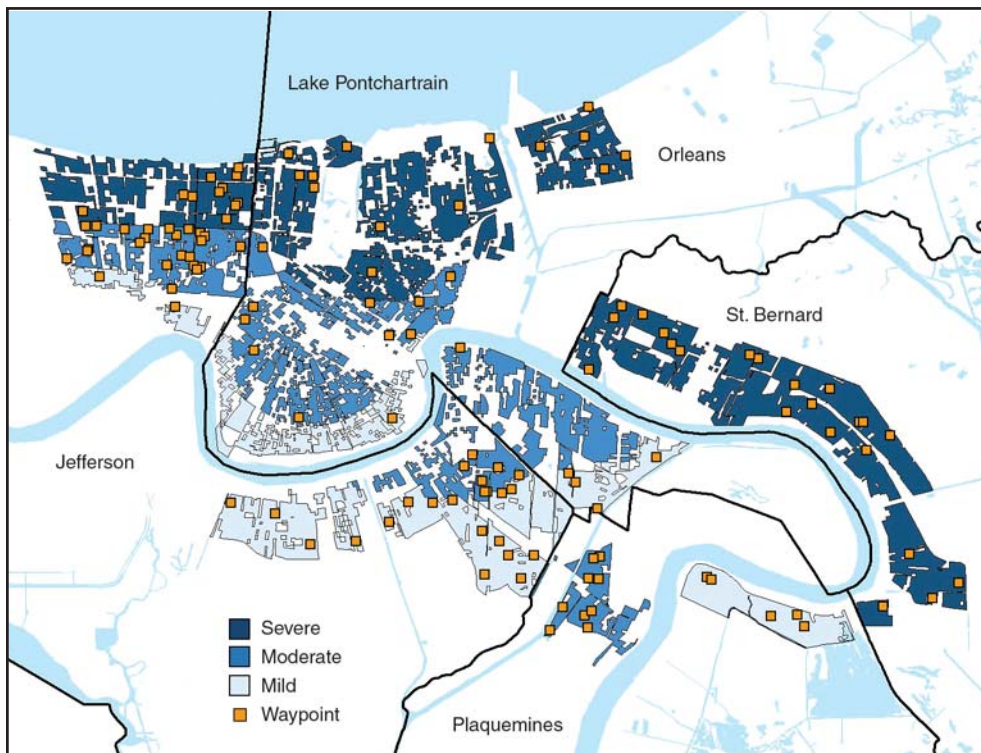 Lake Pontchartrain
Orleans
St. Bernard
Jefferson
Severe
Moderate
Mild
Waypoint
Plaquemines